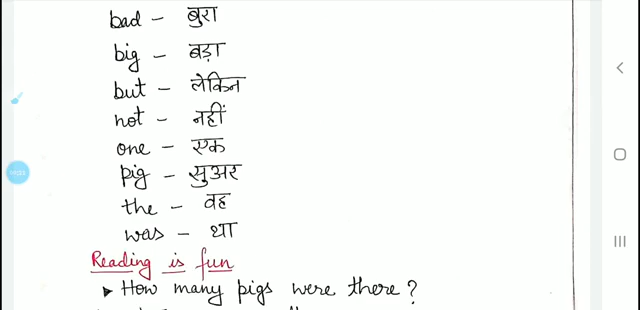 bad - बुरा
big - बड़ा
but - लेकिन
not - नहीं
one - एक
pig - सुअर
the - वह
was - था
Reading is fun
➤ How many pigs were there?